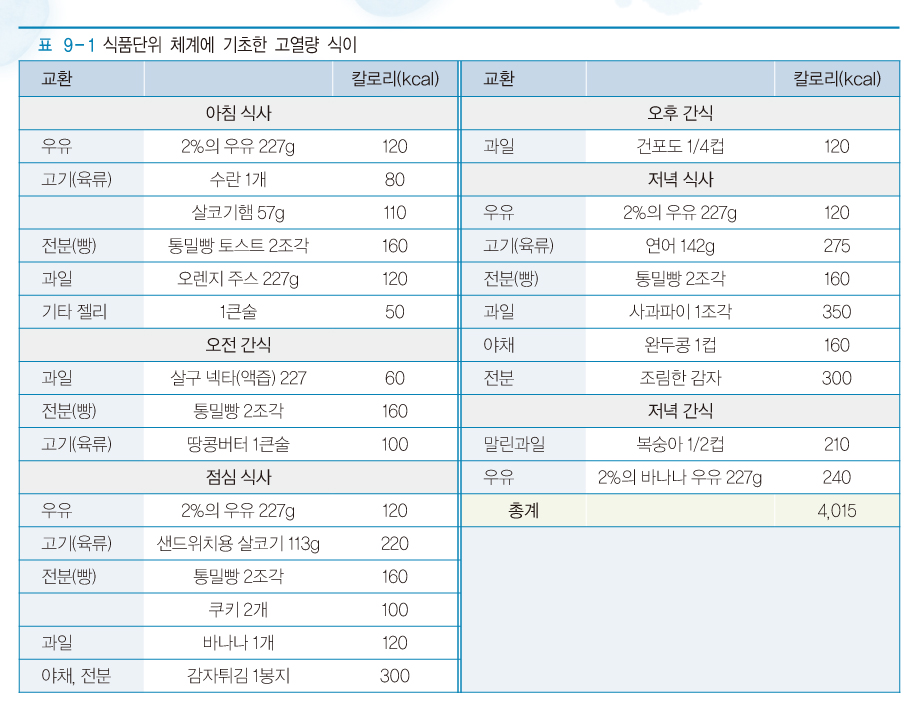 표 9-1 식품단위 체계에 기초한 고열량 식이
교환 칼로리(kcal)
아침 식사
우유 2%의 우유 227g 120
고기(육류) 수란 1개 80
살코기햄 57g 110
전분(빵) 통밀빵 토스트 2조각 160
과일 오렌지 주스 227g 120
기타 젤리 1큰술 50
오전 간식
과일 살구 넥타(액즙) 227 60
전분(빵) 통밀빵 2조각 160
고기(육류) 땅콩버터 1큰술 100
점심 식사
우유 2%의 우유 227g 120
고기(육류) 샌드위치용 살코기 113g 220
전분(빵) 통밀빵 2조각 160
쿠키 2개 100
과일 바나나 1개 120
야채, 전분 감자튀김 1봉지 300
교환 칼로리(kcal)
오후 간식
과일 건포도 1/4컵 120
저녁 식사
우유 2%의 우유 227g 120
고기(육류) 연어 142g 275
전분(빵) 통밀빵 2조각 160
과일 사과파이 1조각 350
야채 완두콩 1컵 160
전분 조림한 감자 300
저녁 간식
말린과일 복숭아 1/2컵 210
우유 2%의 바나나 우유 227g 240
총계 4,015